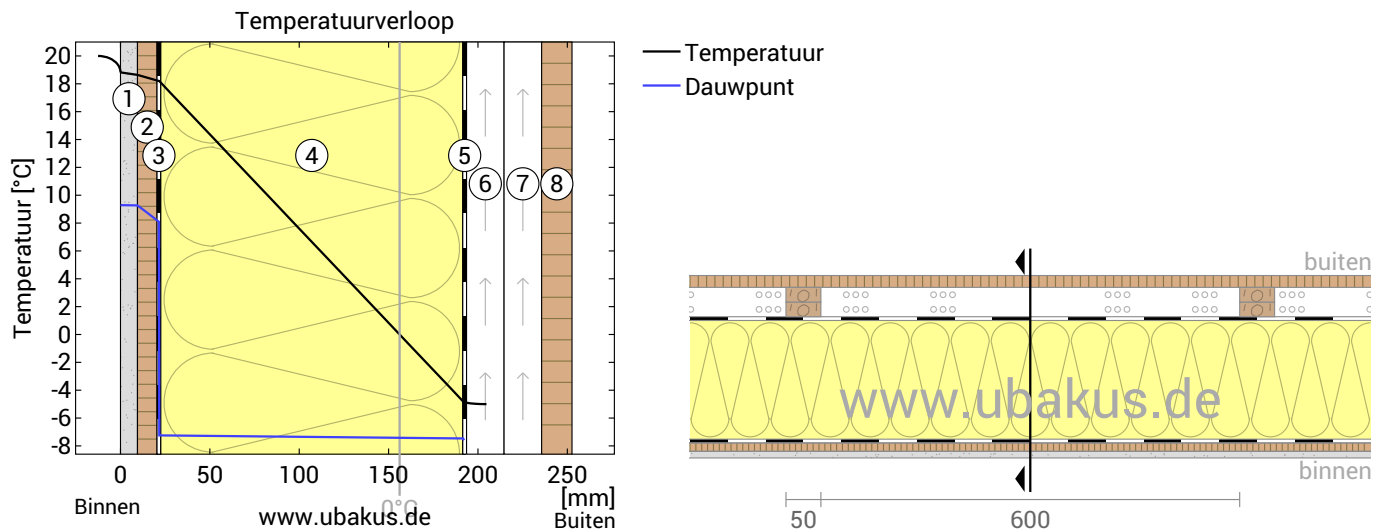 Temperatuurverloop
Temperatuur [°C]
20
18
16
14
12
10
8
6
4
2
0
-2
-4
-6
-8
1
2
3
4
5
6
7
8
0
50
100
150
200
250
[mm]
0°C
Binnen
www.ubakus.de
Buiten
Temperatuur
Dauwpunt
buiten
www.ubakus.de
binnen
50
600